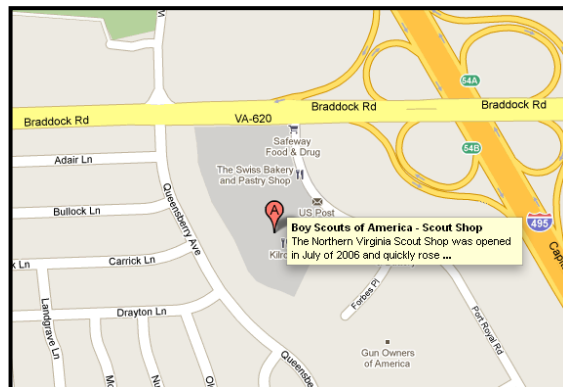 54A
Braddock Rd
Braddock Rd
VA-620
Braddock Rd
Safeway
Food & Drug
54B
Adair Ln
The Swiss Bakery
and Pastry Shop
Queensberry Ave
Bullock Ln
A
US Post
Boy Scouts of America - Scout Shop
The Northern Virginia Scout Shop was opened
in July of 2006 and quickly rose ...
495
Carrick Ln
Landgrave Ln
Drayton Ln
Forbes Pl
Port Royal Rd
Gun Owners
of America